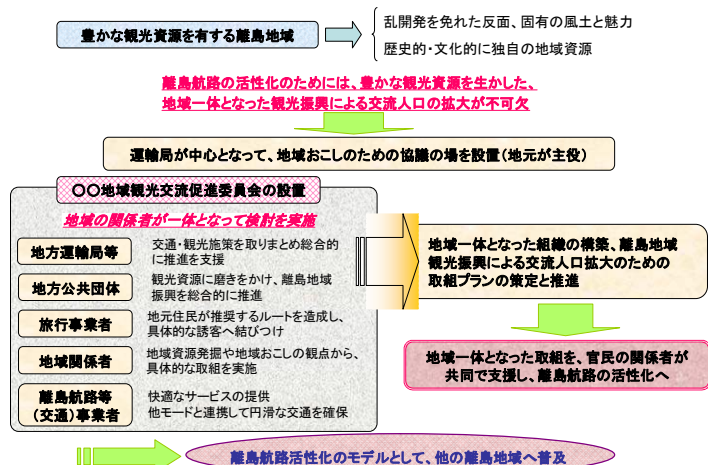 豊かな観光資源を有する離島地域
乱開発を免れた反面、固有の風土と魅力
歴史的・文化的に独自の地域資源
離島航路の活性化のためには、豊かな観光資源を生かした、
地域一体となった観光振興による交流人口の拡大が不可欠
運輸局が中心となって、地域おこしのための協議の場を設置(地元が主役)
〇〇地域観光交流促進委員会の設置
地域の関係者が一体となって検討を実施
地方運輸局等
交通・観光施策を取りまとめ総合的
に推進を支援
地方公共団体
観光資源に磨きをかけ、離島地域
振興を総合的に推進
旅行事業者
地元住民が推奨するルートを造成し、
具体的な誘客へ結びつけ
地域関係者
地域資源発掘や地域おこしの観点から、
具体的な取組を実施
離島航路等
(交通)事業者
快適なサービスの提供
他モードと連携して円滑な交通を確保
地域一体となった組織の構築、離島地域
観光振興による交流人口拡大のための
取組プランの策定と推進
地域一体となった取組を、官民の関係者が
共同で支援し、離島航路の活性化へ
離島航路活性化のモデルとして、他の離島地域へ普及